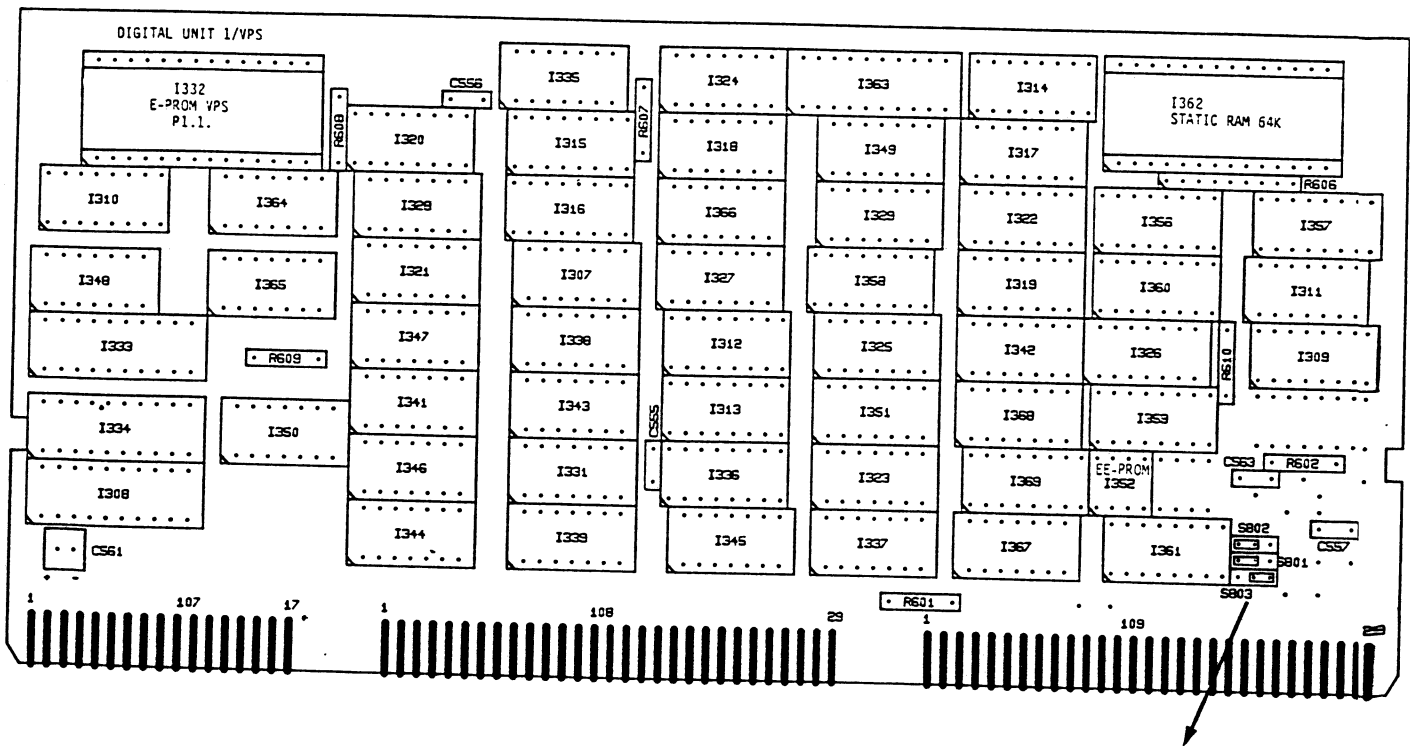 DIGITAL UNIT 1/VPS
I332
E-PROM VPS
P1.1.
R608
C556
I320
I335
R607
I324
I363
I314
I362
STATIC RAM 64K
I315
I318
I349
I317
R606
I310
I364
I329
I316
I366
I329
I322
I356
I357
I348
I365
I321
I307
I327
I358
I319
I360
I311
I333
R609
I347
I338
I312
I325
I342
I326
R610
I309
I334
I350
I341
I343
C555
I313
I351
I368
I353
I308
I346
I331
I336
I323
I369
EE-PROM
I352
C563
R602
C561
I344
I339
I345
I337
I367
I361
S802
S801
S803
C557
R601
1
107
17
1
108
29
1
109
29